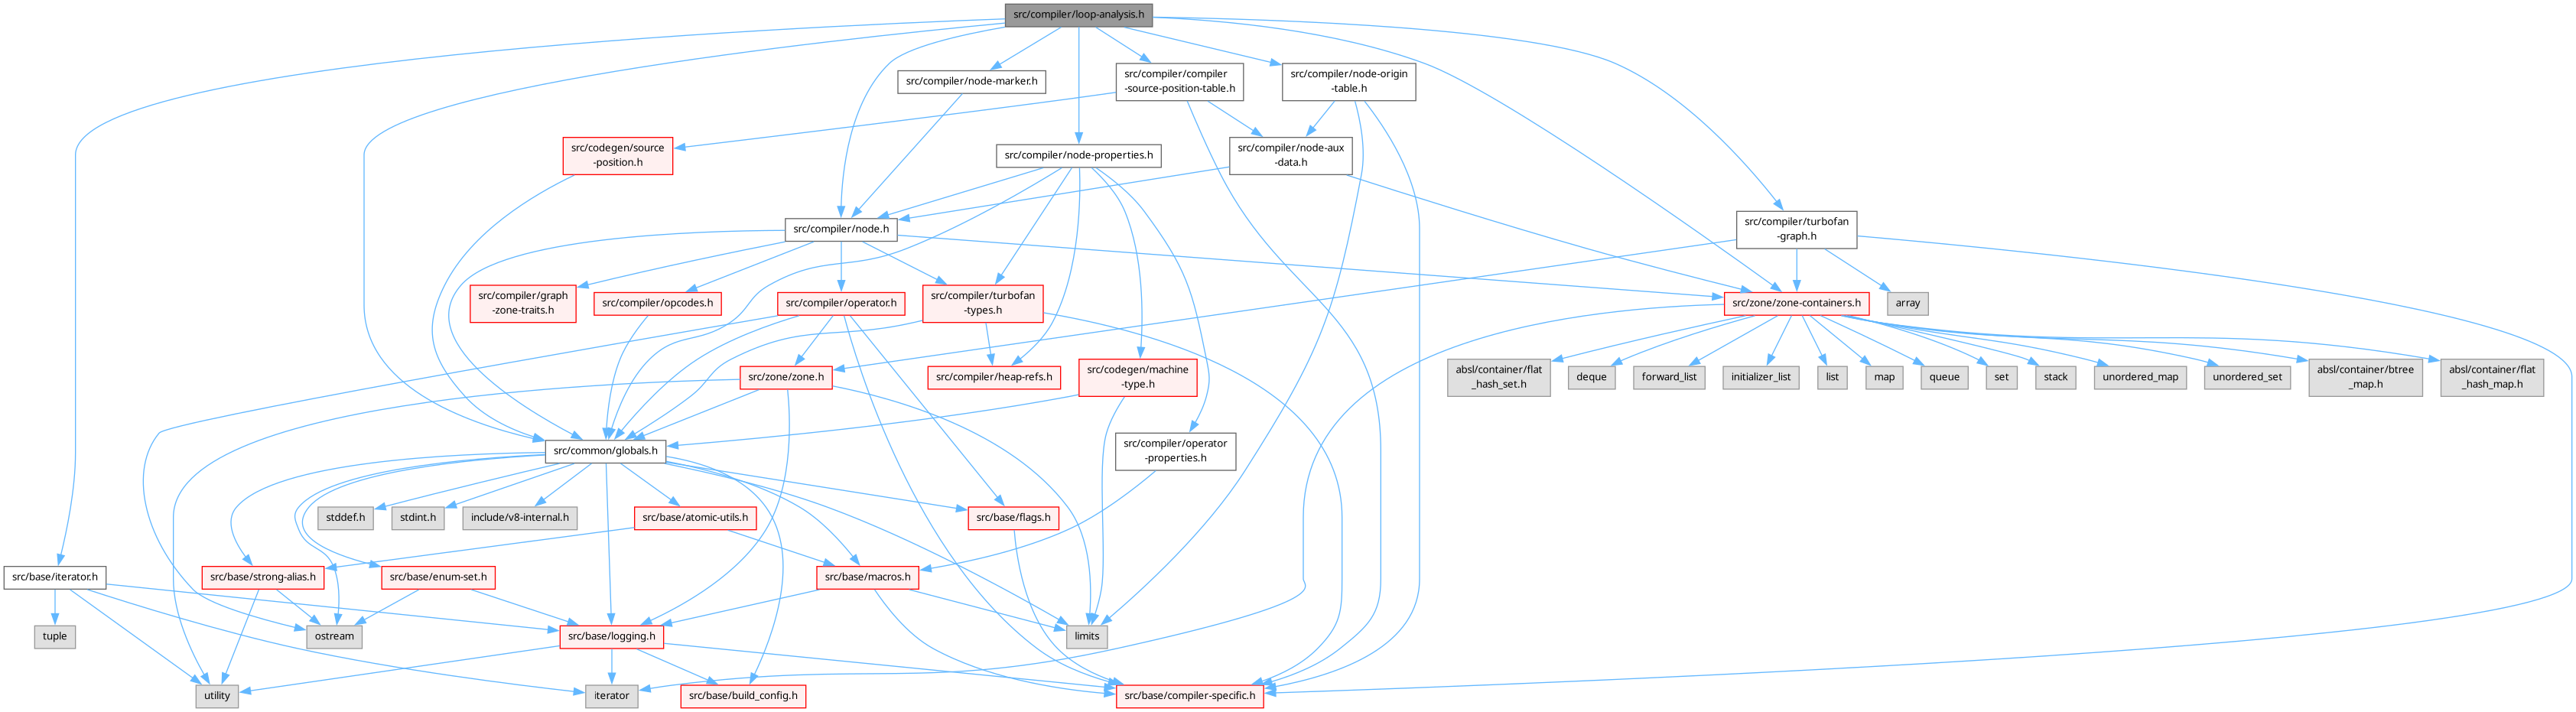 src/compiler/loop-analysis.h
src/compiler/node-marker.h
src/compiler/compiler
-source-position-table.h
src/compiler/node-origin
-table.h
src/codegen/source
-position.h
src/compiler/node-properties.h
src/compiler/node-aux
-data.h
src/compiler/node.h
src/compiler/turbofan
-graph.h
src/compiler/graph
-zone-traits.h
src/compiler/opcodes.h
src/compiler/operator.h
src/compiler/turbofan
-types.h
src/zone/zone-containers.h
array
src/zone/zone.h
src/compiler/heap-refs.h
src/codegen/machine
-type.h
absl/container/flat
_hash_set.h
deque
forward_list
initializer_list
list
map
queue
set
stack
unordered_map
unordered_set
absl/container/btree
_map.h
absl/container/flat
_hash_map.h
src/common/globals.h
src/compiler/operator
-properties.h
stddef.h
stdint.h
include/v8-internal.h
src/base/atomic-utils.h
src/base/flags.h
src/base/iterator.h
src/base/strong-alias.h
src/base/enum-set.h
src/base/macros.h
tuple
ostream
src/base/logging.h
limits
utility
iterator
src/base/build_config.h
src/base/compiler-specific.h